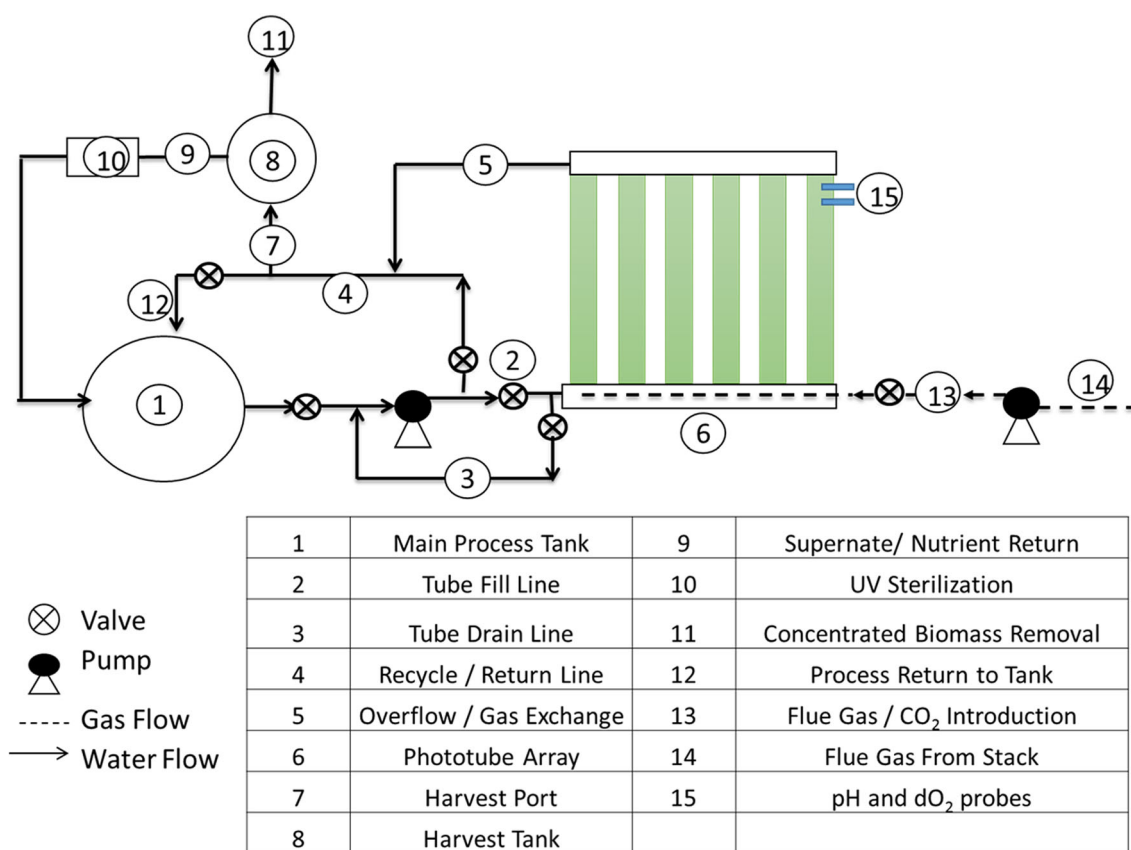 11
10
9
8
5
15
7
12
4
2
1
14
13
6
3
1 Main Process Tank 9 Supernate/ Nutrient Return
2 Tube Fill Line 10 UV Sterilization
3 Tube Drain Line 11 Concentrated Biomass Removal
4 Recycle / Return Line 12 Process Return to Tank
5 Overflow / Gas Exchange 13 Flue Gas / CO₂ Introduction
6 Phototube Array 14 Flue Gas From Stack
7 Harvest Port 15 pH and dO₂ probes
8 Harvest Tank
Valve
Pump
Gas Flow
Water Flow